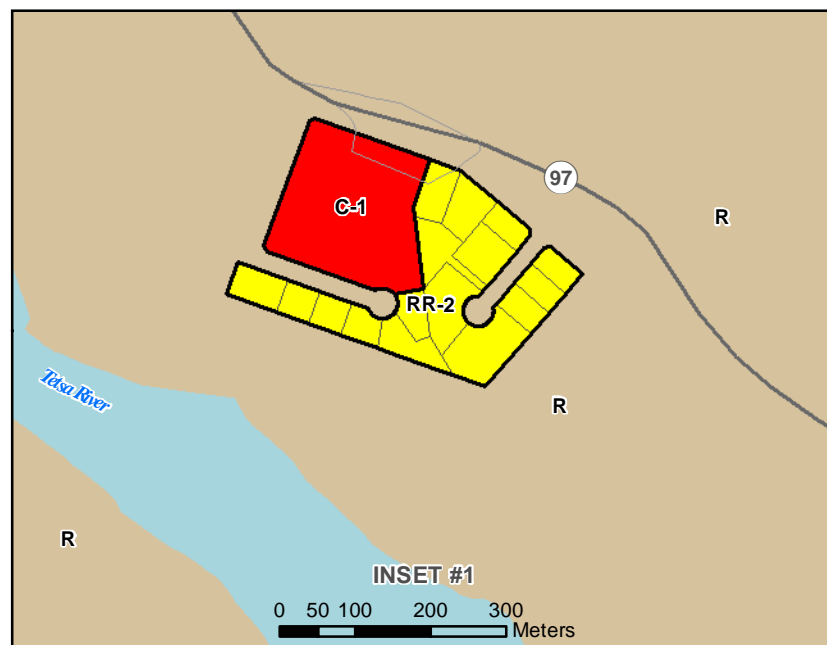 97
C-1
R
RR-2
Tetsa River
R
R
INSET #1
0 50 100 200 300
Meters